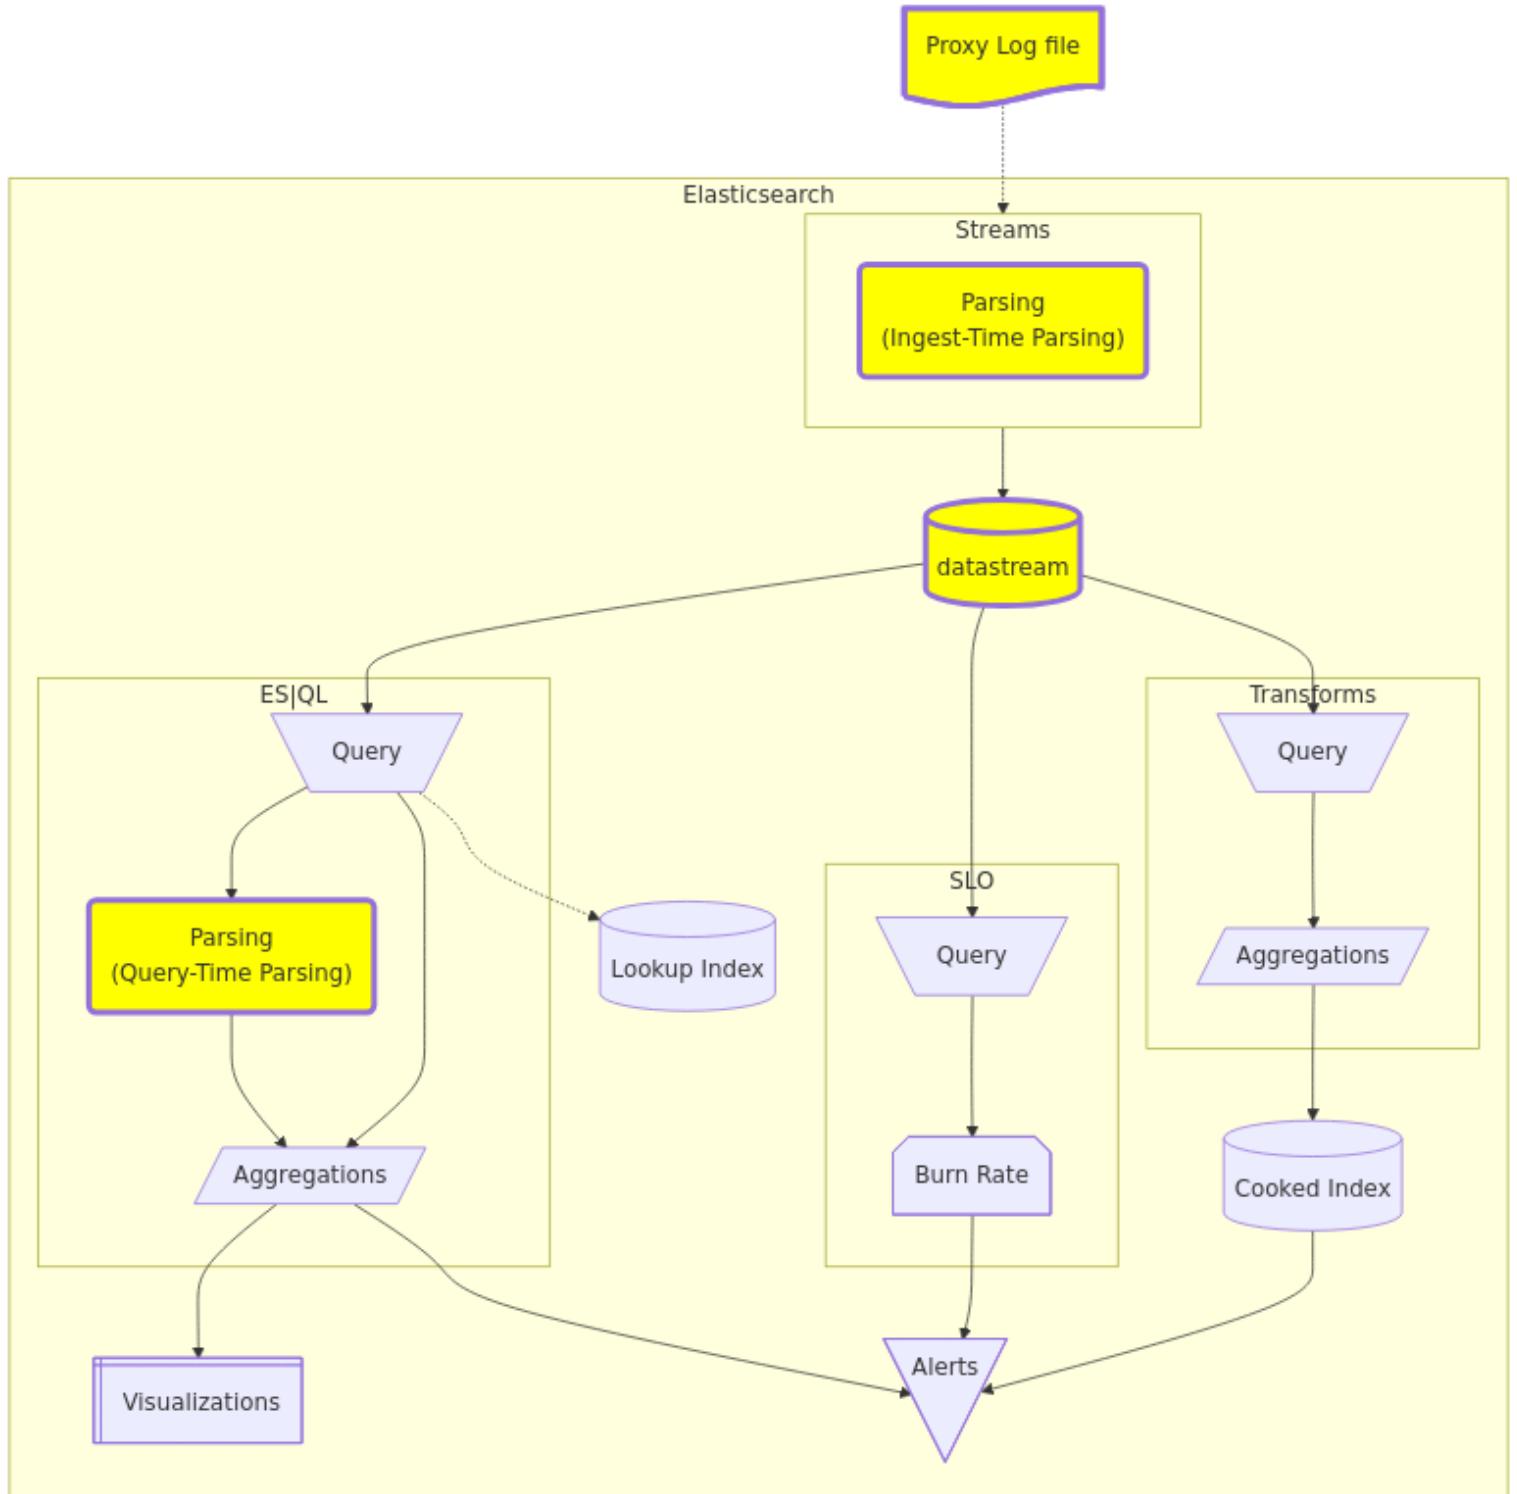 Proxy Log file
Elasticsearch
Streams
Parsing
(Ingest-Time Parsing)
datastream
ES|QL
Query
Transforms
Query
SLO
Parsing
(Query-Time Parsing)
Lookup Index
Query
Aggregations
Aggregations
Burn Rate
Cooked Index
Alerts
Visualizations